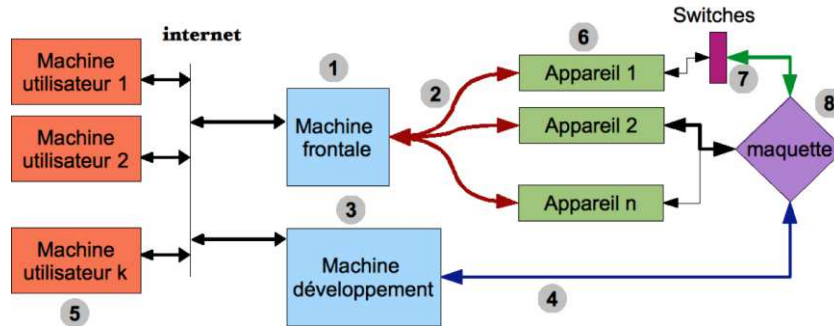 Switches
internet
6
Machine
utilisateur 1
1
Appareil 1
7
2
8
Machine
utilisateur 2
Machine
frontale
Appareil 2
maquette
3
Appareil n
Machine
utilisateur k
Machine
développement
4
5